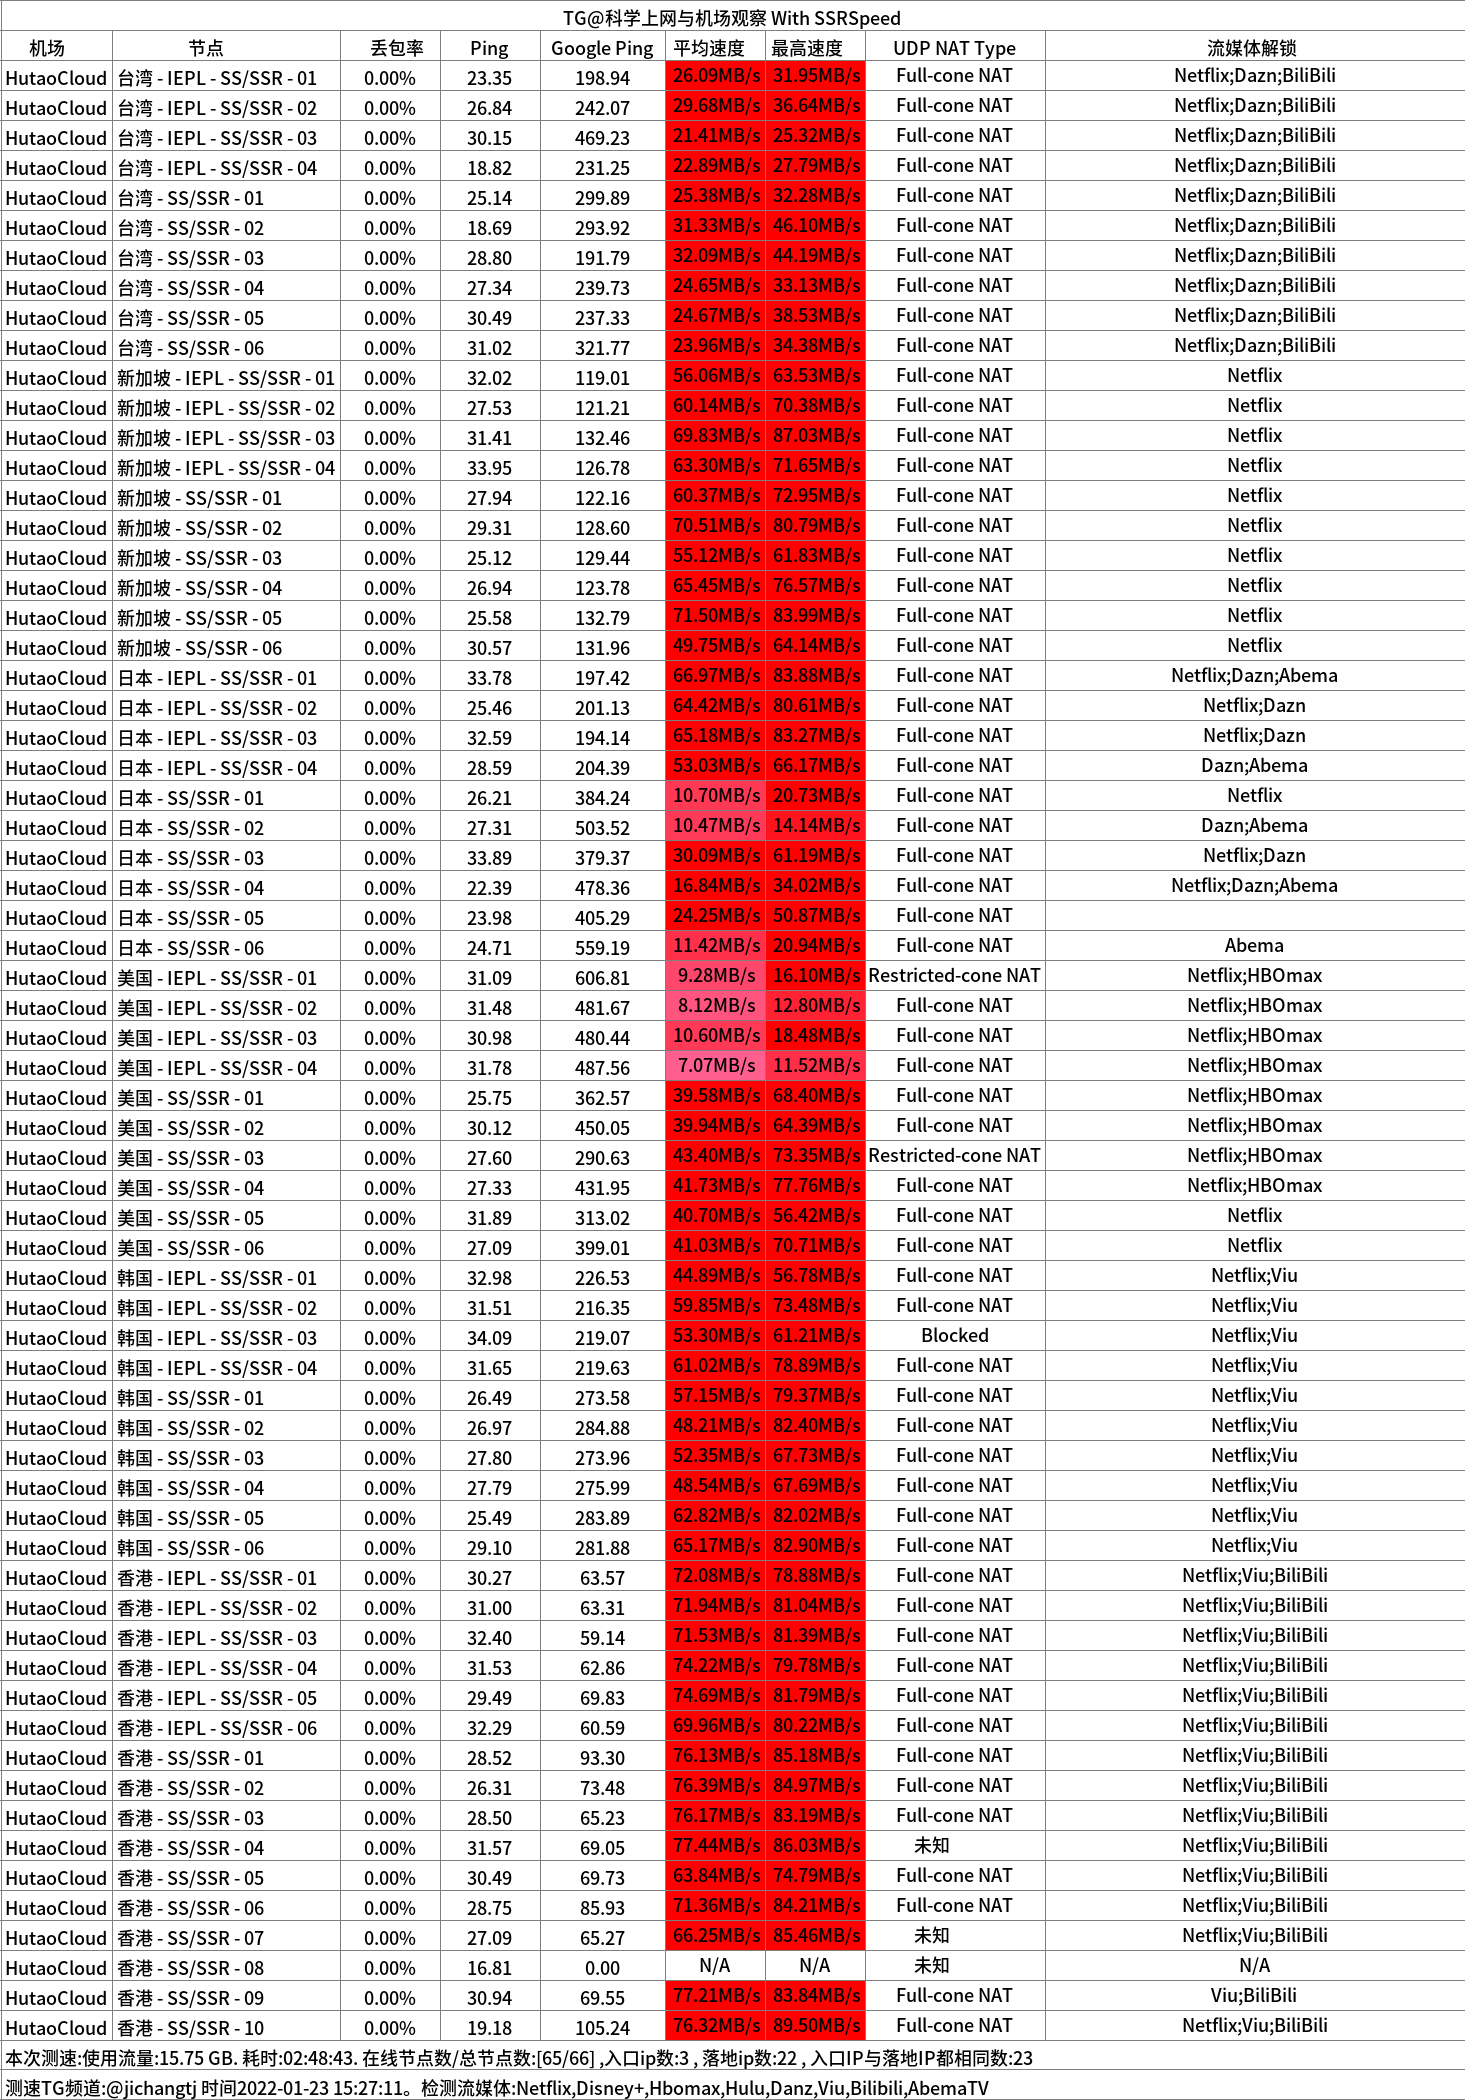 TG@科学上网与机场观察 With SSRSpeed
机场 节点 丢包率 Ping Google Ping 平均速度 最高速度 UDP NAT Type 流媒体解锁
HutaoCloud 台湾 - IEPL - SS/SSR - 01 0.00% 23.35 198.94 26.09MB/s 31.95MB/s Full-cone NAT Netflix;Dazn;BiliBili
HutaoCloud 台湾 - IEPL - SS/SSR - 02 0.00% 26.84 242.07 29.68MB/s 36.64MB/s Full-cone NAT Netflix;Dazn;BiliBili
HutaoCloud 台湾 - IEPL - SS/SSR - 03 0.00% 30.15 469.23 21.41MB/s 25.32MB/s Full-cone NAT Netflix;Dazn;BiliBili
HutaoCloud 台湾 - IEPL - SS/SSR - 04 0.00% 18.82 231.25 22.89MB/s 27.79MB/s Full-cone NAT Netflix;Dazn;BiliBili
HutaoCloud 台湾 - SS/SSR - 01 0.00% 25.14 299.89 25.38MB/s 32.28MB/s Full-cone NAT Netflix;Dazn;BiliBili
HutaoCloud 台湾 - SS/SSR - 02 0.00% 18.69 293.92 31.33MB/s 46.10MB/s Full-cone NAT Netflix;Dazn;BiliBili
HutaoCloud 台湾 - SS/SSR - 03 0.00% 28.80 191.79 32.09MB/s 44.19MB/s Full-cone NAT Netflix;Dazn;BiliBili
HutaoCloud 台湾 - SS/SSR - 04 0.00% 27.34 239.73 24.65MB/s 33.13MB/s Full-cone NAT Netflix;Dazn;BiliBili
HutaoCloud 台湾 - SS/SSR - 05 0.00% 30.49 237.33 24.67MB/s 38.53MB/s Full-cone NAT Netflix;Dazn;BiliBili
HutaoCloud 台湾 - SS/SSR - 06 0.00% 31.02 321.77 23.96MB/s 34.38MB/s Full-cone NAT Netflix;Dazn;BiliBili
HutaoCloud 新加坡 - IEPL - SS/SSR - 01 0.00% 32.02 119.01 56.06MB/s 63.53MB/s Full-cone NAT Netflix
HutaoCloud 新加坡 - IEPL - SS/SSR - 02 0.00% 27.53 121.21 60.14MB/s 70.38MB/s Full-cone NAT Netflix
HutaoCloud 新加坡 - IEPL - SS/SSR - 03 0.00% 31.41 132.46 69.83MB/s 87.03MB/s Full-cone NAT Netflix
HutaoCloud 新加坡 - IEPL - SS/SSR - 04 0.00% 33.95 126.78 63.30MB/s 71.65MB/s Full-cone NAT Netflix
HutaoCloud 新加坡 - SS/SSR - 01 0.00% 27.94 122.16 60.37MB/s 72.95MB/s Full-cone NAT Netflix
HutaoCloud 新加坡 - SS/SSR - 02 0.00% 29.31 128.60 70.51MB/s 80.79MB/s Full-cone NAT Netflix
HutaoCloud 新加坡 - SS/SSR - 03 0.00% 25.12 129.44 55.12MB/s 61.83MB/s Full-cone NAT Netflix
HutaoCloud 新加坡 - SS/SSR - 04 0.00% 26.94 123.78 65.45MB/s 76.57MB/s Full-cone NAT Netflix
HutaoCloud 新加坡 - SS/SSR - 05 0.00% 25.58 132.79 71.50MB/s 83.99MB/s Full-cone NAT Netflix
HutaoCloud 新加坡 - SS/SSR - 06 0.00% 30.57 131.96 49.75MB/s 64.14MB/s Full-cone NAT Netflix
HutaoCloud 日本 - IEPL - SS/SSR - 01 0.00% 33.78 197.42 66.97MB/s 83.88MB/s Full-cone NAT Netflix;Dazn;Abema
HutaoCloud 日本 - IEPL - SS/SSR - 02 0.00% 25.46 201.13 64.42MB/s 80.61MB/s Full-cone NAT Netflix;Dazn
HutaoCloud 日本 - IEPL - SS/SSR - 03 0.00% 32.59 194.14 65.18MB/s 83.27MB/s Full-cone NAT Netflix;Dazn
HutaoCloud 日本 - IEPL - SS/SSR - 04 0.00% 28.59 204.39 53.03MB/s 66.17MB/s Full-cone NAT Dazn;Abema
HutaoCloud 日本 - SS/SSR - 01 0.00% 26.21 384.24 10.70MB/s 20.73MB/s Full-cone NAT Netflix
HutaoCloud 日本 - SS/SSR - 02 0.00% 27.31 503.52 10.47MB/s 14.14MB/s Full-cone NAT Dazn;Abema
HutaoCloud 日本 - SS/SSR - 03 0.00% 33.89 379.37 30.09MB/s 61.19MB/s Full-cone NAT Netflix;Dazn
HutaoCloud 日本 - SS/SSR - 04 0.00% 22.39 478.36 16.84MB/s 34.02MB/s Full-cone NAT Netflix;Dazn;Abema
HutaoCloud 日本 - SS/SSR - 05 0.00% 23.98 405.29 24.25MB/s 50.87MB/s Full-cone NAT
HutaoCloud 日本 - SS/SSR - 06 0.00% 24.71 559.19 11.42MB/s 20.94MB/s Full-cone NAT Abema
HutaoCloud 美国 - IEPL - SS/SSR - 01 0.00% 31.09 606.81 9.28MB/s 16.10MB/s Restricted-cone NAT Netflix;HBOmax
HutaoCloud 美国 - IEPL - SS/SSR - 02 0.00% 31.48 481.67 8.12MB/s 12.80MB/s Full-cone NAT Netflix;HBOmax
HutaoCloud 美国 - IEPL - SS/SSR - 03 0.00% 30.98 480.44 10.60MB/s 18.48MB/s Full-cone NAT Netflix;HBOmax
HutaoCloud 美国 - IEPL - SS/SSR - 04 0.00% 31.78 487.56 7.07MB/s 11.52MB/s Full-cone NAT Netflix;HBOmax
HutaoCloud 美国 - SS/SSR - 01 0.00% 25.75 362.57 39.58MB/s 68.40MB/s Full-cone NAT Netflix;HBOmax
HutaoCloud 美国 - SS/SSR - 02 0.00% 30.12 450.05 39.94MB/s 64.39MB/s Full-cone NAT Netflix;HBOmax
HutaoCloud 美国 - SS/SSR - 03 0.00% 27.60 290.63 43.40MB/s 73.35MB/s Restricted-cone NAT Netflix;HBOmax
HutaoCloud 美国 - SS/SSR - 04 0.00% 27.33 431.95 41.73MB/s 77.76MB/s Full-cone NAT Netflix;HBOmax
HutaoCloud 美国 - SS/SSR - 05 0.00% 31.89 313.02 40.70MB/s 56.42MB/s Full-cone NAT Netflix
HutaoCloud 美国 - SS/SSR - 06 0.00% 27.09 399.01 41.03MB/s 70.71MB/s Full-cone NAT Netflix
HutaoCloud 韩国 - IEPL - SS/SSR - 01 0.00% 32.98 226.53 44.89MB/s 56.78MB/s Full-cone NAT Netflix;Viu
HutaoCloud 韩国 - IEPL - SS/SSR - 02 0.00% 31.51 216.35 59.85MB/s 73.48MB/s Full-cone NAT Netflix;Viu
HutaoCloud 韩国 - IEPL - SS/SSR - 03 0.00% 34.09 219.07 53.30MB/s 61.21MB/s Blocked Netflix;Viu
HutaoCloud 韩国 - IEPL - SS/SSR - 04 0.00% 31.65 219.63 61.02MB/s 78.89MB/s Full-cone NAT Netflix;Viu
HutaoCloud 韩国 - SS/SSR - 01 0.00% 26.49 273.58 57.15MB/s 79.37MB/s Full-cone NAT Netflix;Viu
HutaoCloud 韩国 - SS/SSR - 02 0.00% 26.97 284.88 48.21MB/s 82.40MB/s Full-cone NAT Netflix;Viu
HutaoCloud 韩国 - SS/SSR - 03 0.00% 27.80 273.96 52.35MB/s 67.73MB/s Full-cone NAT Netflix;Viu
HutaoCloud 韩国 - SS/SSR - 04 0.00% 27.79 275.99 48.54MB/s 67.69MB/s Full-cone NAT Netflix;Viu
HutaoCloud 韩国 - SS/SSR - 05 0.00% 25.49 283.89 62.82MB/s 82.02MB/s Full-cone NAT Netflix;Viu
HutaoCloud 韩国 - SS/SSR - 06 0.00% 29.10 281.88 65.17MB/s 82.90MB/s Full-cone NAT Netflix;Viu
HutaoCloud 香港 - IEPL - SS/SSR - 01 0.00% 30.27 63.57 72.08MB/s 78.88MB/s Full-cone NAT Netflix;Viu;BiliBili
HutaoCloud 香港 - IEPL - SS/SSR - 02 0.00% 31.00 63.31 71.94MB/s 81.04MB/s Full-cone NAT Netflix;Viu;BiliBili
HutaoCloud 香港 - IEPL - SS/SSR - 03 0.00% 32.40 59.14 71.53MB/s 81.39MB/s Full-cone NAT Netflix;Viu;BiliBili
HutaoCloud 香港 - IEPL - SS/SSR - 04 0.00% 31.53 62.86 74.22MB/s 79.78MB/s Full-cone NAT Netflix;Viu;BiliBili
HutaoCloud 香港 - IEPL - SS/SSR - 05 0.00% 29.49 69.83 74.69MB/s 81.79MB/s Full-cone NAT Netflix;Viu;BiliBili
HutaoCloud 香港 - IEPL - SS/SSR - 06 0.00% 32.29 60.59 69.96MB/s 80.22MB/s Full-cone NAT Netflix;Viu;BiliBili
HutaoCloud 香港 - SS/SSR - 01 0.00% 28.52 93.30 76.13MB/s 85.18MB/s Full-cone NAT Netflix;Viu;BiliBili
HutaoCloud 香港 - SS/SSR - 02 0.00% 26.31 73.48 76.39MB/s 84.97MB/s Full-cone NAT Netflix;Viu;BiliBili
HutaoCloud 香港 - SS/SSR - 03 0.00% 28.50 65.23 76.17MB/s 83.19MB/s Full-cone NAT Netflix;Viu;BiliBili
HutaoCloud 香港 - SS/SSR - 04 0.00% 31.57 69.05 77.44MB/s 86.03MB/s 未知 Netflix;Viu;BiliBili
HutaoCloud 香港 - SS/SSR - 05 0.00% 30.49 69.73 63.84MB/s 74.79MB/s Full-cone NAT Netflix;Viu;BiliBili
HutaoCloud 香港 - SS/SSR - 06 0.00% 28.75 85.93 71.36MB/s 84.21MB/s Full-cone NAT Netflix;Viu;BiliBili
HutaoCloud 香港 - SS/SSR - 07 0.00% 27.09 65.27 66.25MB/s 85.46MB/s 未知 Netflix;Viu;BiliBili
HutaoCloud 香港 - SS/SSR - 08 0.00% 16.81 0.00 N/A N/A 未知 N/A
HutaoCloud 香港 - SS/SSR - 09 0.00% 30.94 69.55 77.21MB/s 83.84MB/s Full-cone NAT Viu;BiliBili
HutaoCloud 香港 - SS/SSR - 10 0.00% 19.18 105.24 76.32MB/s 89.50MB/s Full-cone NAT Netflix;Viu;BiliBili
本次测速:使用流量:15.75 GB. 耗时:02:48:43. 在线节点数/总节点数:[65/66] ,入口ip数:3 , 落地ip数:22 , 入口IP与落地IP都相同数:23
测速TG频道:@jichangtj 时间2022-01-23 15:27:11。检测流媒体:Netflix,Disney+,Hbomax,Hulu,Danz,Viu,Bilibili,AbemaTV